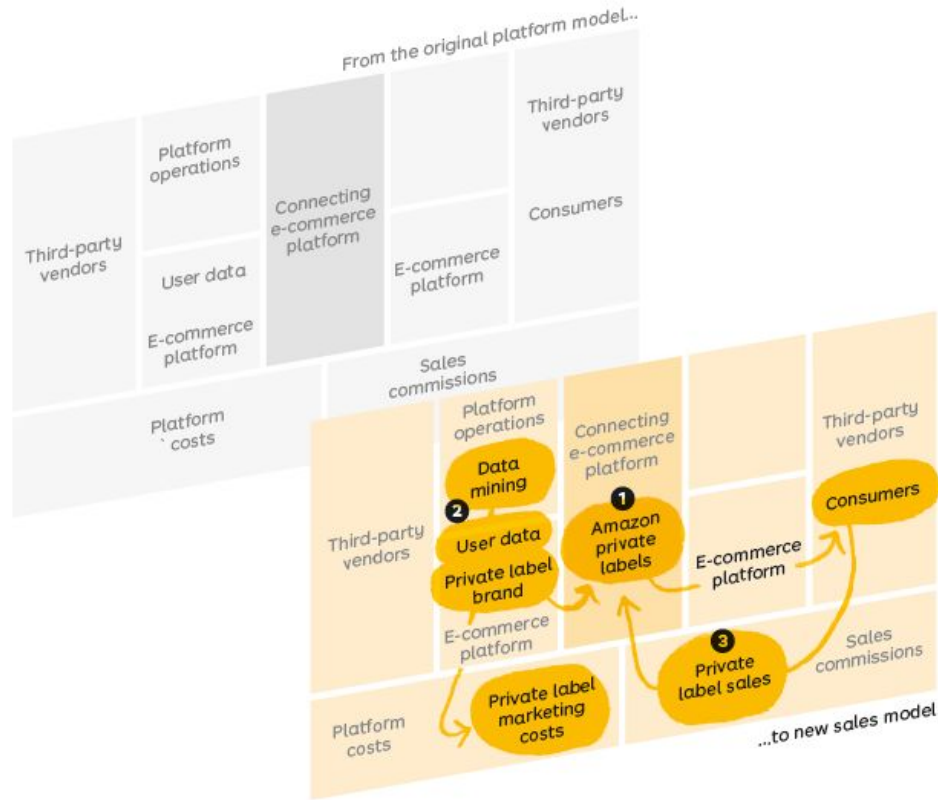 From the original platform model...
Third-party
vendors
Platform
operations
User data
E-commerce
platform
Connecting
e-commerce
platform
E-commerce
platform
Third-party
vendors
Consumers
Platform
costs
Sales
commissions
Third-party
vendors
Platform
operations
Data
mining
2
User data
Private label
brand
E-commerce
platform
Connecting
e-commerce
platform
1
Amazon
private
labels
E-commerce
platform
Third-party
vendors
Consumers
Platform
costs
Private label
marketing
costs
3
Private
label sales
Sales
commissions
...to new sales model